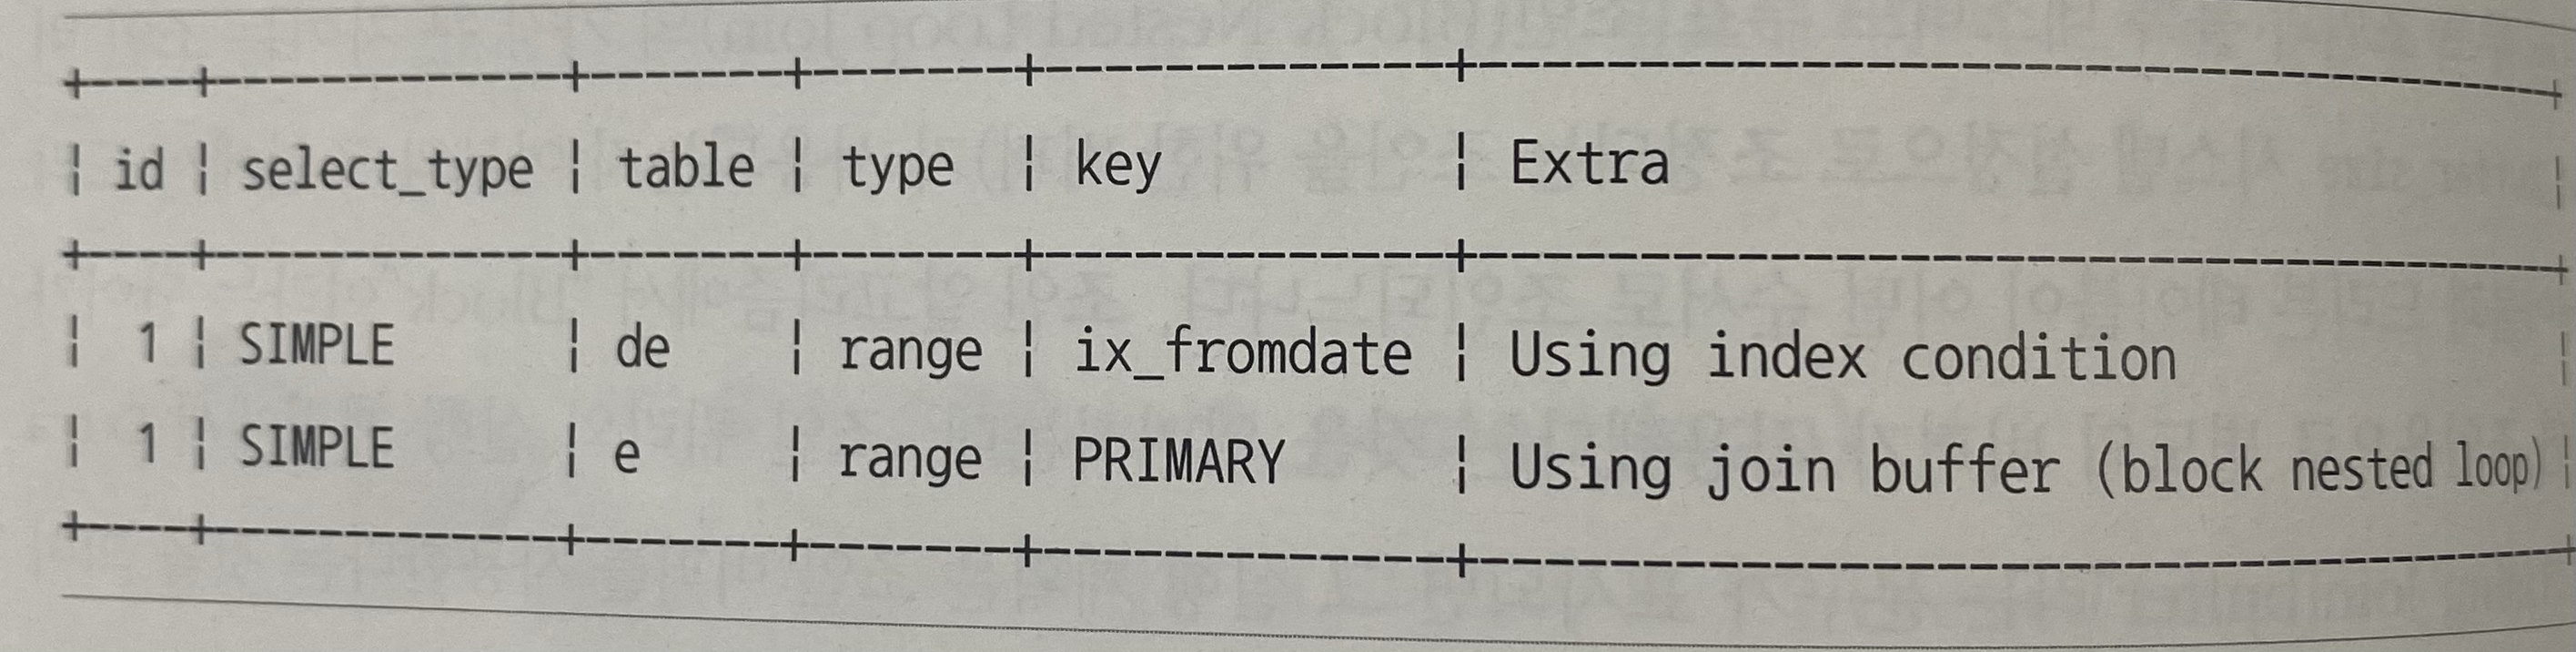 +----+-------------+-------+-------+-------------+---------------------------------------+
| id | select_type | table | type  | key         | Extra                                 |
+----+-------------+-------+-------+-------------+---------------------------------------+
|  1 | SIMPLE      | de    | range | ix_fromdate | Using index condition                 |
|  1 | SIMPLE      | e     | range | PRIMARY     | Using join buffer (block nested loop) |
+----+-------------+-------+-------+-------------+---------------------------------------+